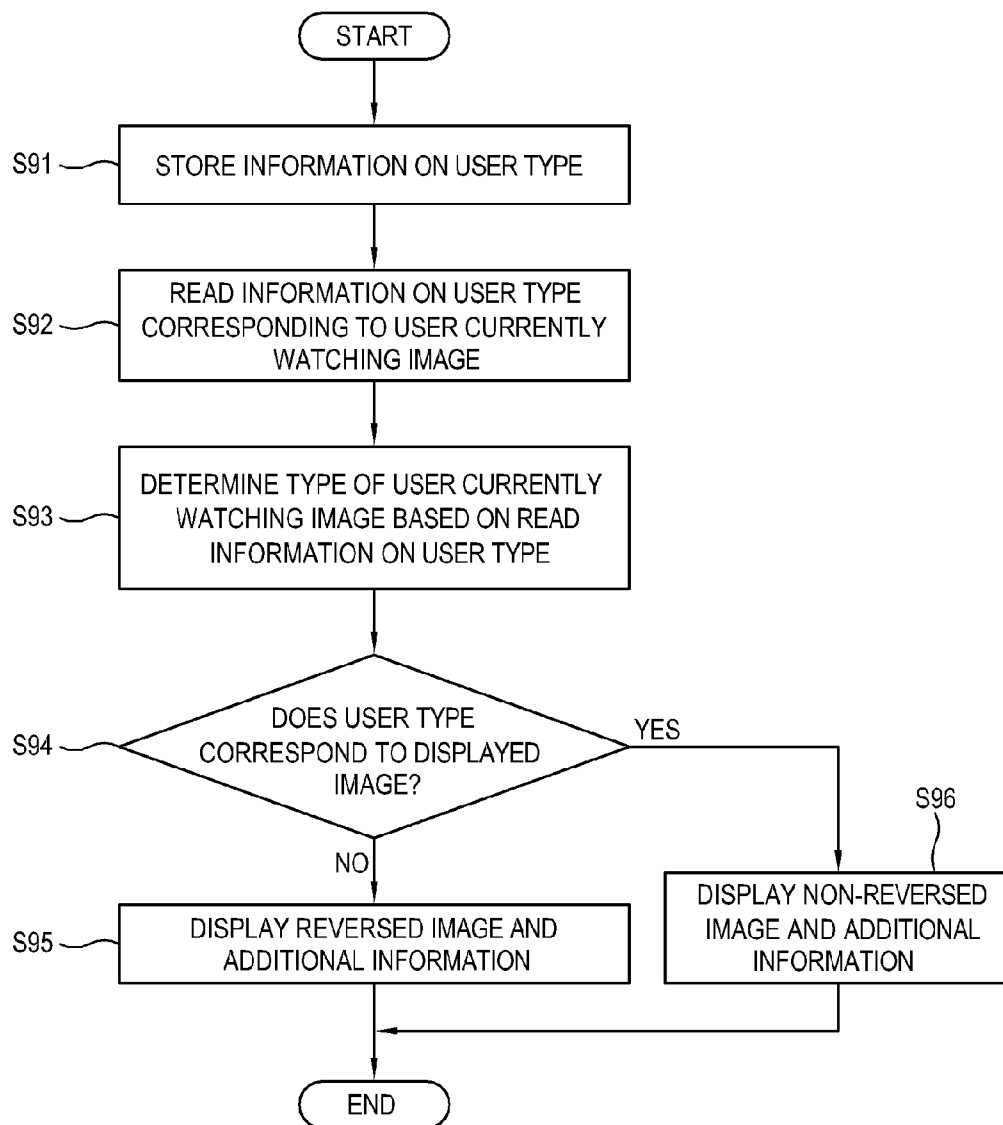 START
S91
STORE INFORMATION ON USER TYPE
S92
READ INFORMATION ON USER TYPE
CORRESPONDING TO USER CURRENTLY
WATCHING IMAGE
S93
DETERMINE TYPE OF USER CURRENTLY
WATCHING IMAGE BASED ON READ
INFORMATION ON USER TYPE
S94
DOES USER TYPE
CORRESPOND TO DISPLAYED
IMAGE?
YES
NO
S96
DISPLAY NON-REVERSED
IMAGE AND ADDITIONAL
INFORMATION
S95
DISPLAY REVERSED IMAGE AND
ADDITIONAL INFORMATION
END